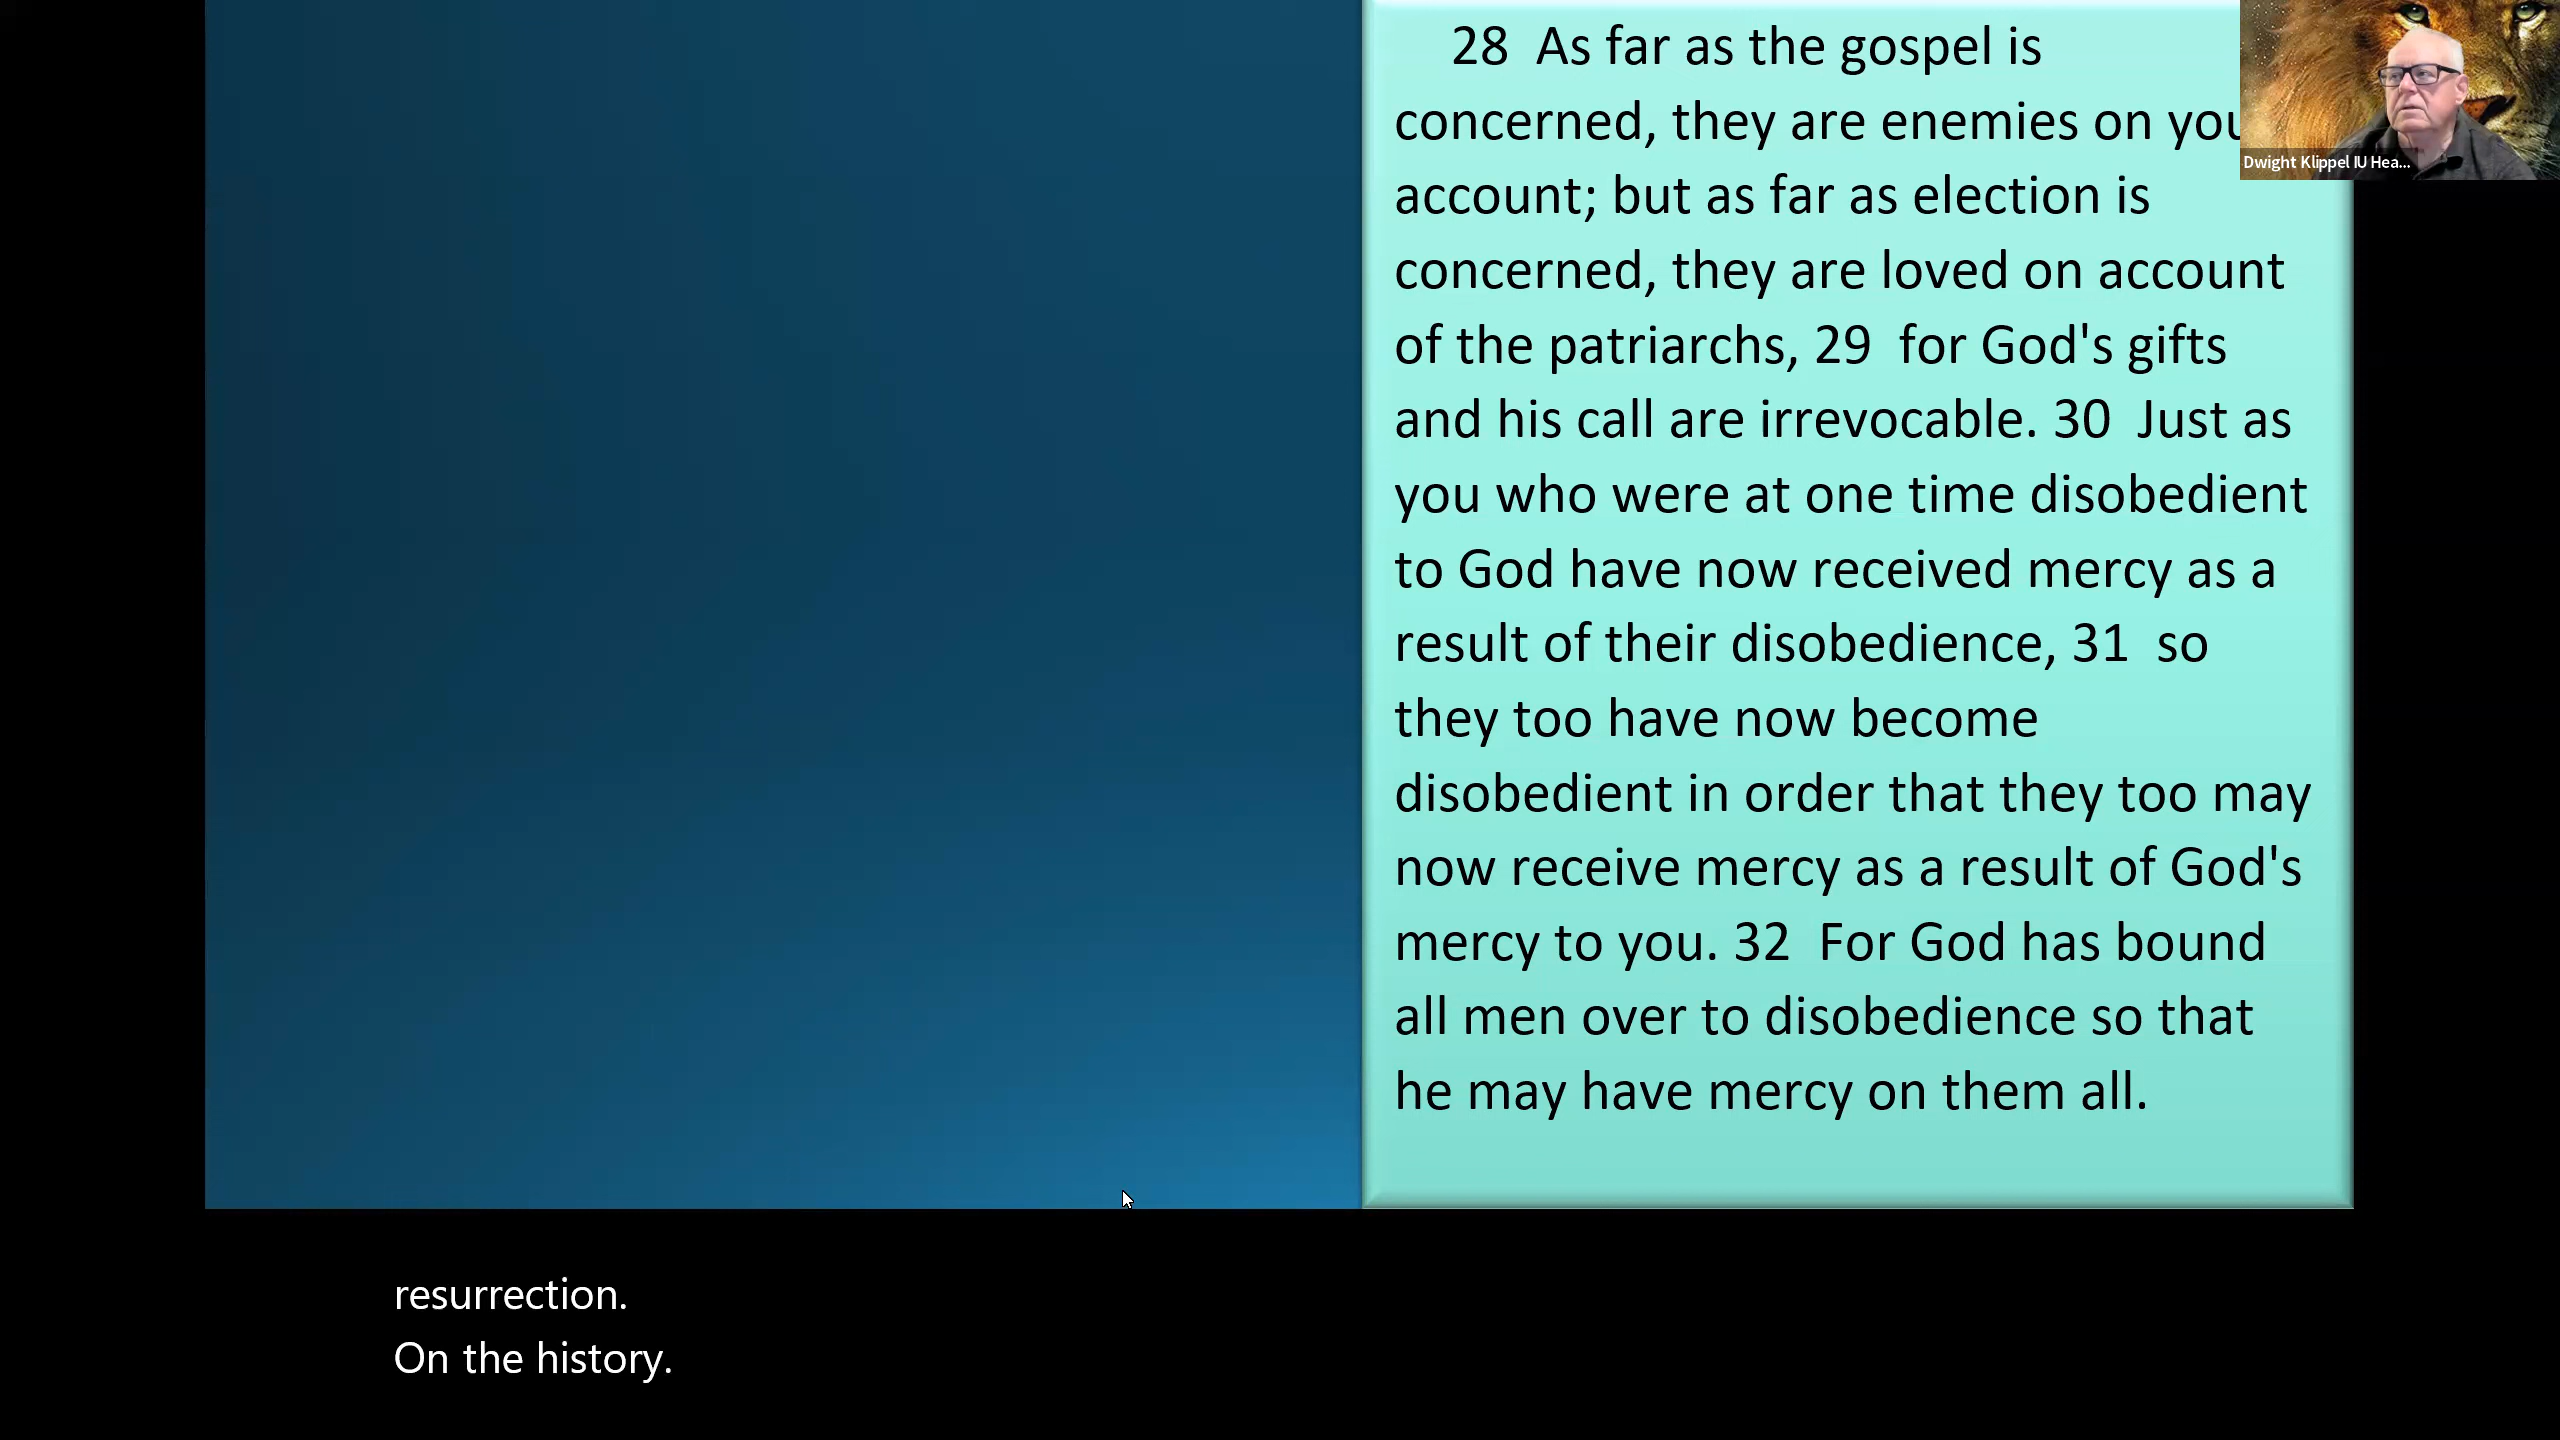 28 As far as the gospel is
concerned, they are enemies on you
account; but as far as election is
concerned, they are loved on account
of the patriarchs, 29 for God's gifts
and his call are irrevocable. 30 Just as
you who were at one time disobedient
to God have now received mercy as a
result of their disobedience, 31 so
they too have now become
disobedient in order that they too may
now receive mercy as a result of God's
mercy to you. 32 For God has bound
all men over to disobedience so that
he may have mercy on them all.
Dwight Klippel IU Hea...
resurrection.
On the history.